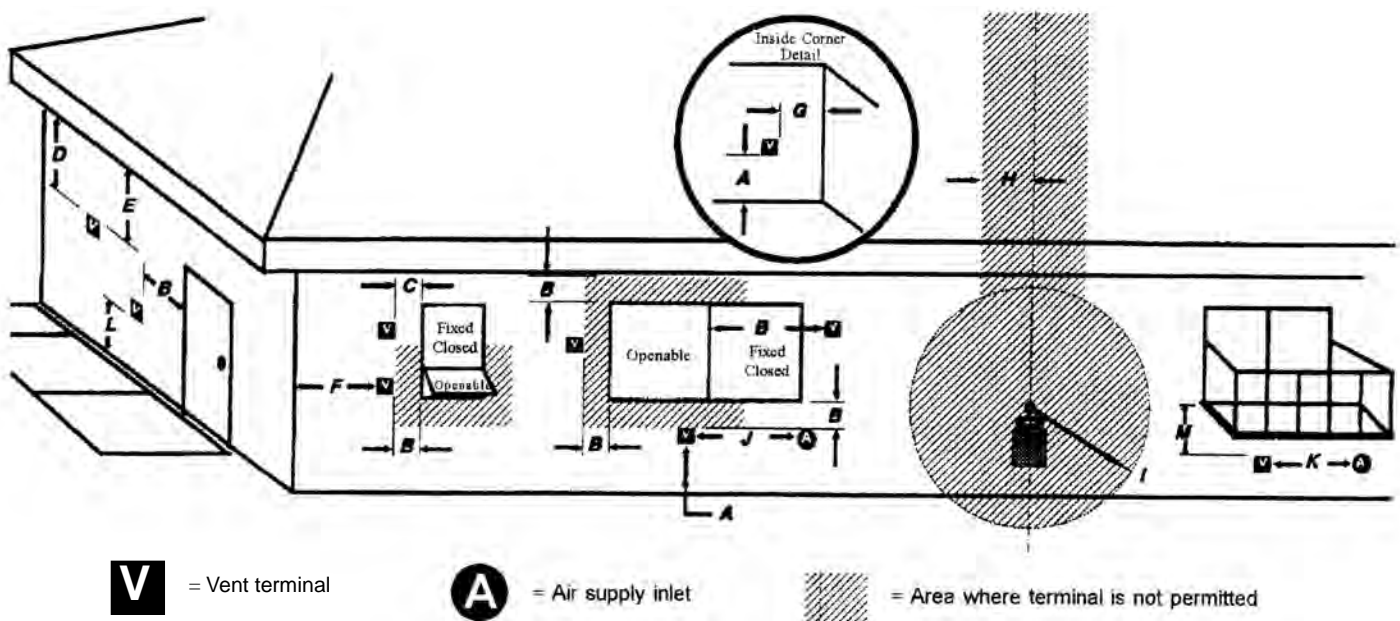 Inside Corner
Detail
G
A
H
D
E
B
L
C
B
V
V
V
V
V
V
V
V
Fixed
Closed
Openable
F
B
Openable
B
Fixed
Closed
B
B
V
J
A
A
I
M
V
K
A
V = Vent terminal
A = Air supply inlet
= Area where terminal is not permitted